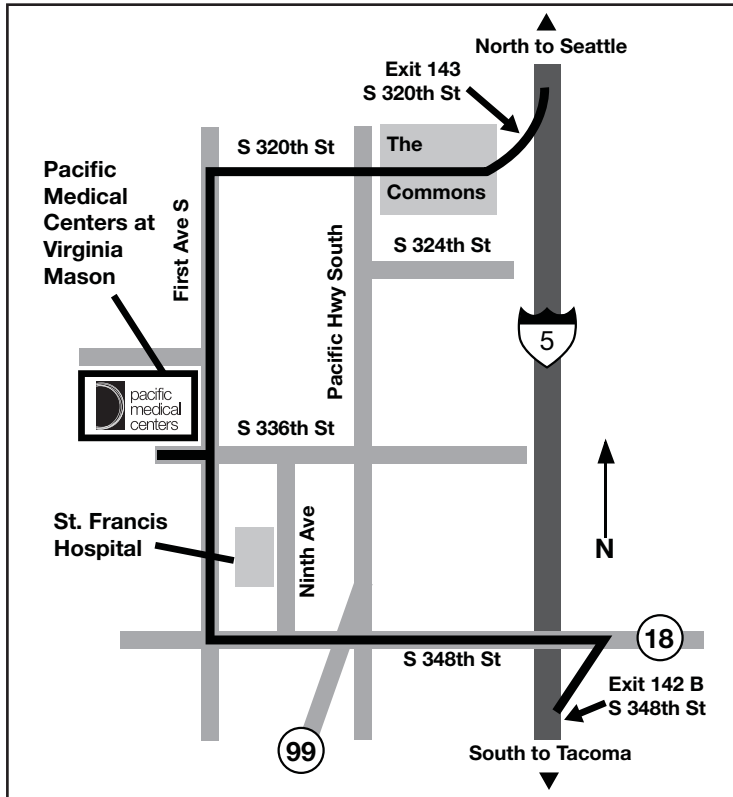 North to Seattle
Exit 143
S 320th St
S 320th St
The
Commons
Pacific
Medical
Centers at
Virginia
Mason
First Ave S
Pacific Hwy South
S 324th St
5
pacific
medical
centers
S 336th St
St. Francis
Hospital
Ninth Ave
N
S 348th St
18
Exit 142 B
S 348th St
99
South to Tacoma